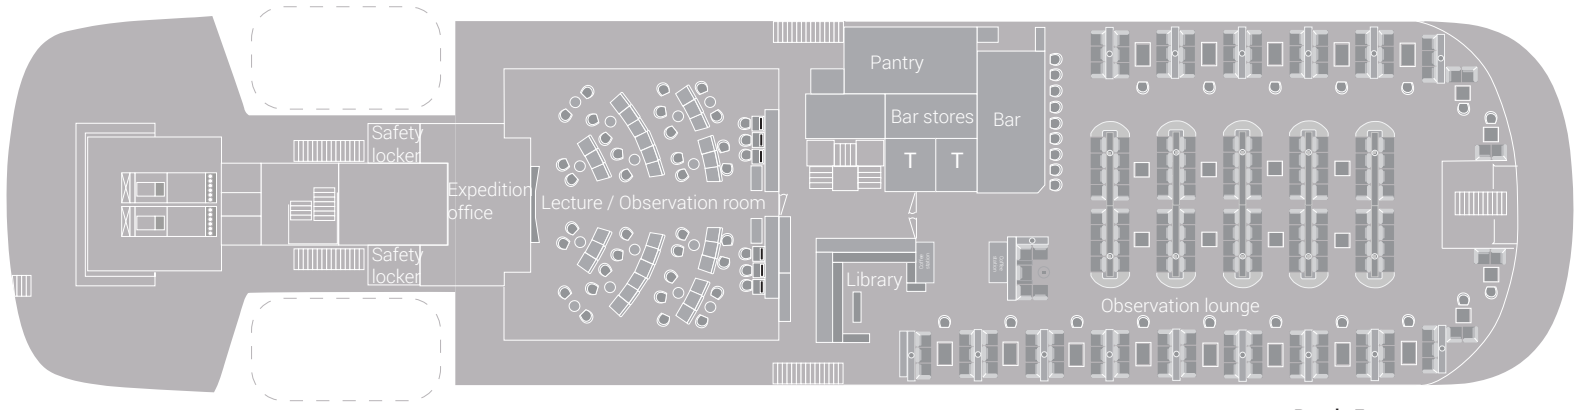 Pantry
Safety
locker
Bar stores
Bar
T T
Expedition
office
Lecture / Observation room
Safety
locker
Library
Observation lounge